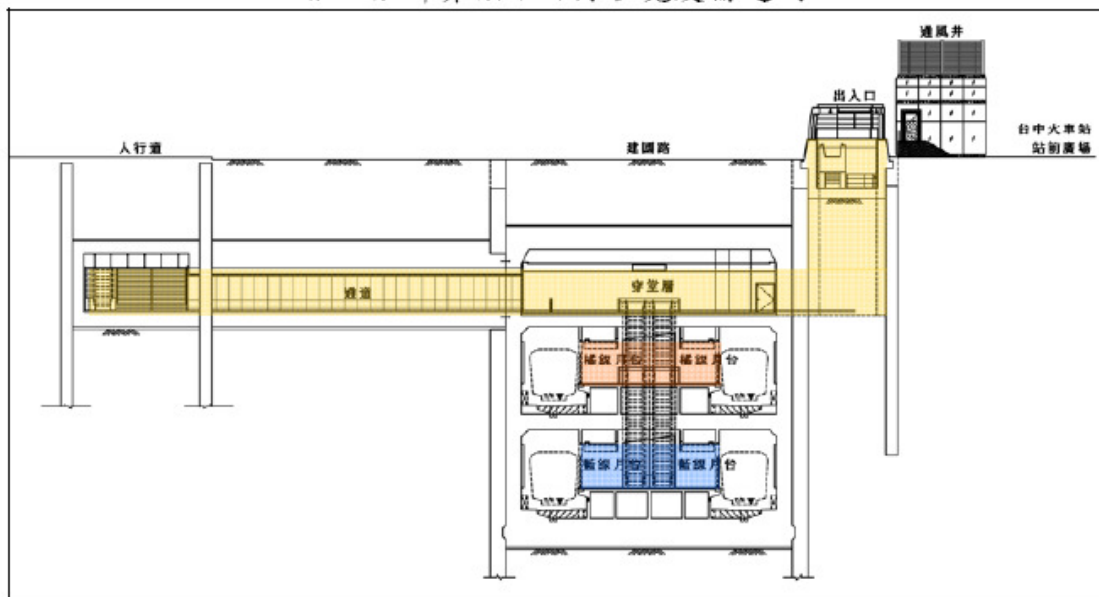 通風井
出入口
台中火車站
站前廣場
人行道
建國路
通道
穿堂層
橘線月台
橘線月台
藍線月台
藍線月台